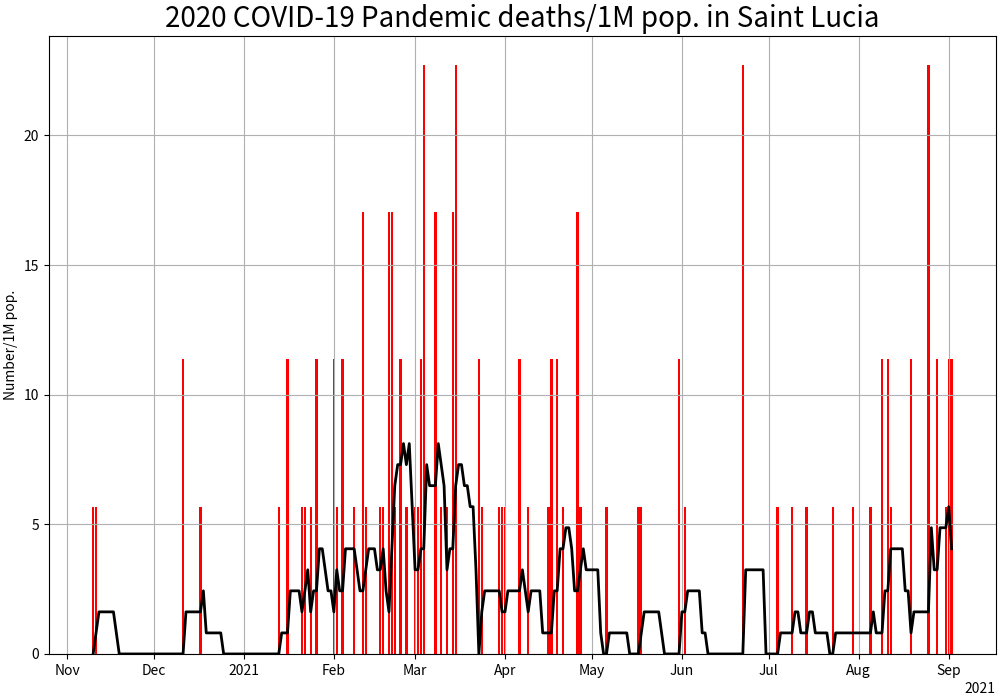 2020 COVID-19 Pandemic deaths/1M pop. in Saint Lucia
Number/1M pop.
20
15
10
5
0
Nov Dec 2021 Feb Mar Apr May Jun Jul Aug Sep
2021